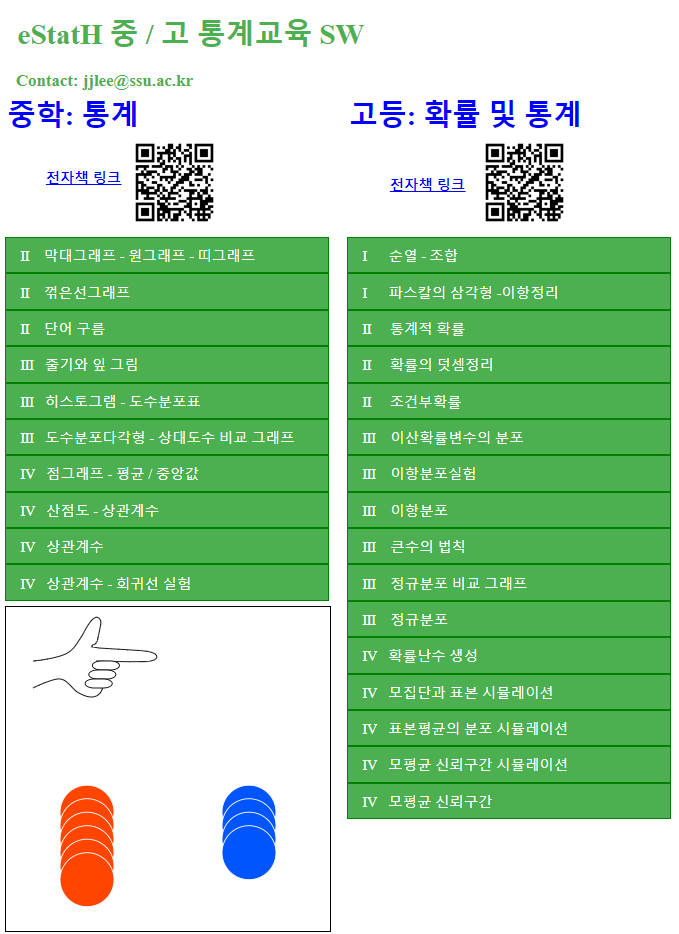 eStatH 중 / 고 통계교육 SW
Contact: jjlee@ssu.ac.kr
중학: 통계
전자책 링크
II 막대그래프 - 원그래프 - 띠그래프
II 꺾은선그래프
II 단어 구름
III 줄기와 잎 그림
III 히스토그램 - 도수분포표
III 도수분포다각형 - 상대도수 비교 그래프
IV 점그래프 - 평균 / 중앙값
IV 산점도 - 상관계수
IV 상관계수
IV 상관계수 - 회귀선 실험
고등: 확률 및 통계
전자책 링크
I 순열 - 조합
I 파스칼의 삼각형 -이항정리
II 통계적 확률
II 확률의 덧셈정리
II 조건부확률
III 이산확률변수의 분포
III 이항분포실험
III 이항분포
III 큰수의 법칙
III 정규분포 비교 그래프
III 정규분포
IV 확률난수 생성
IV 모집단과 표본 시뮬레이션
IV 표본평균의 분포 시뮬레이션
IV 모평균 신뢰구간 시뮬레이션
IV 모평균 신뢰구간